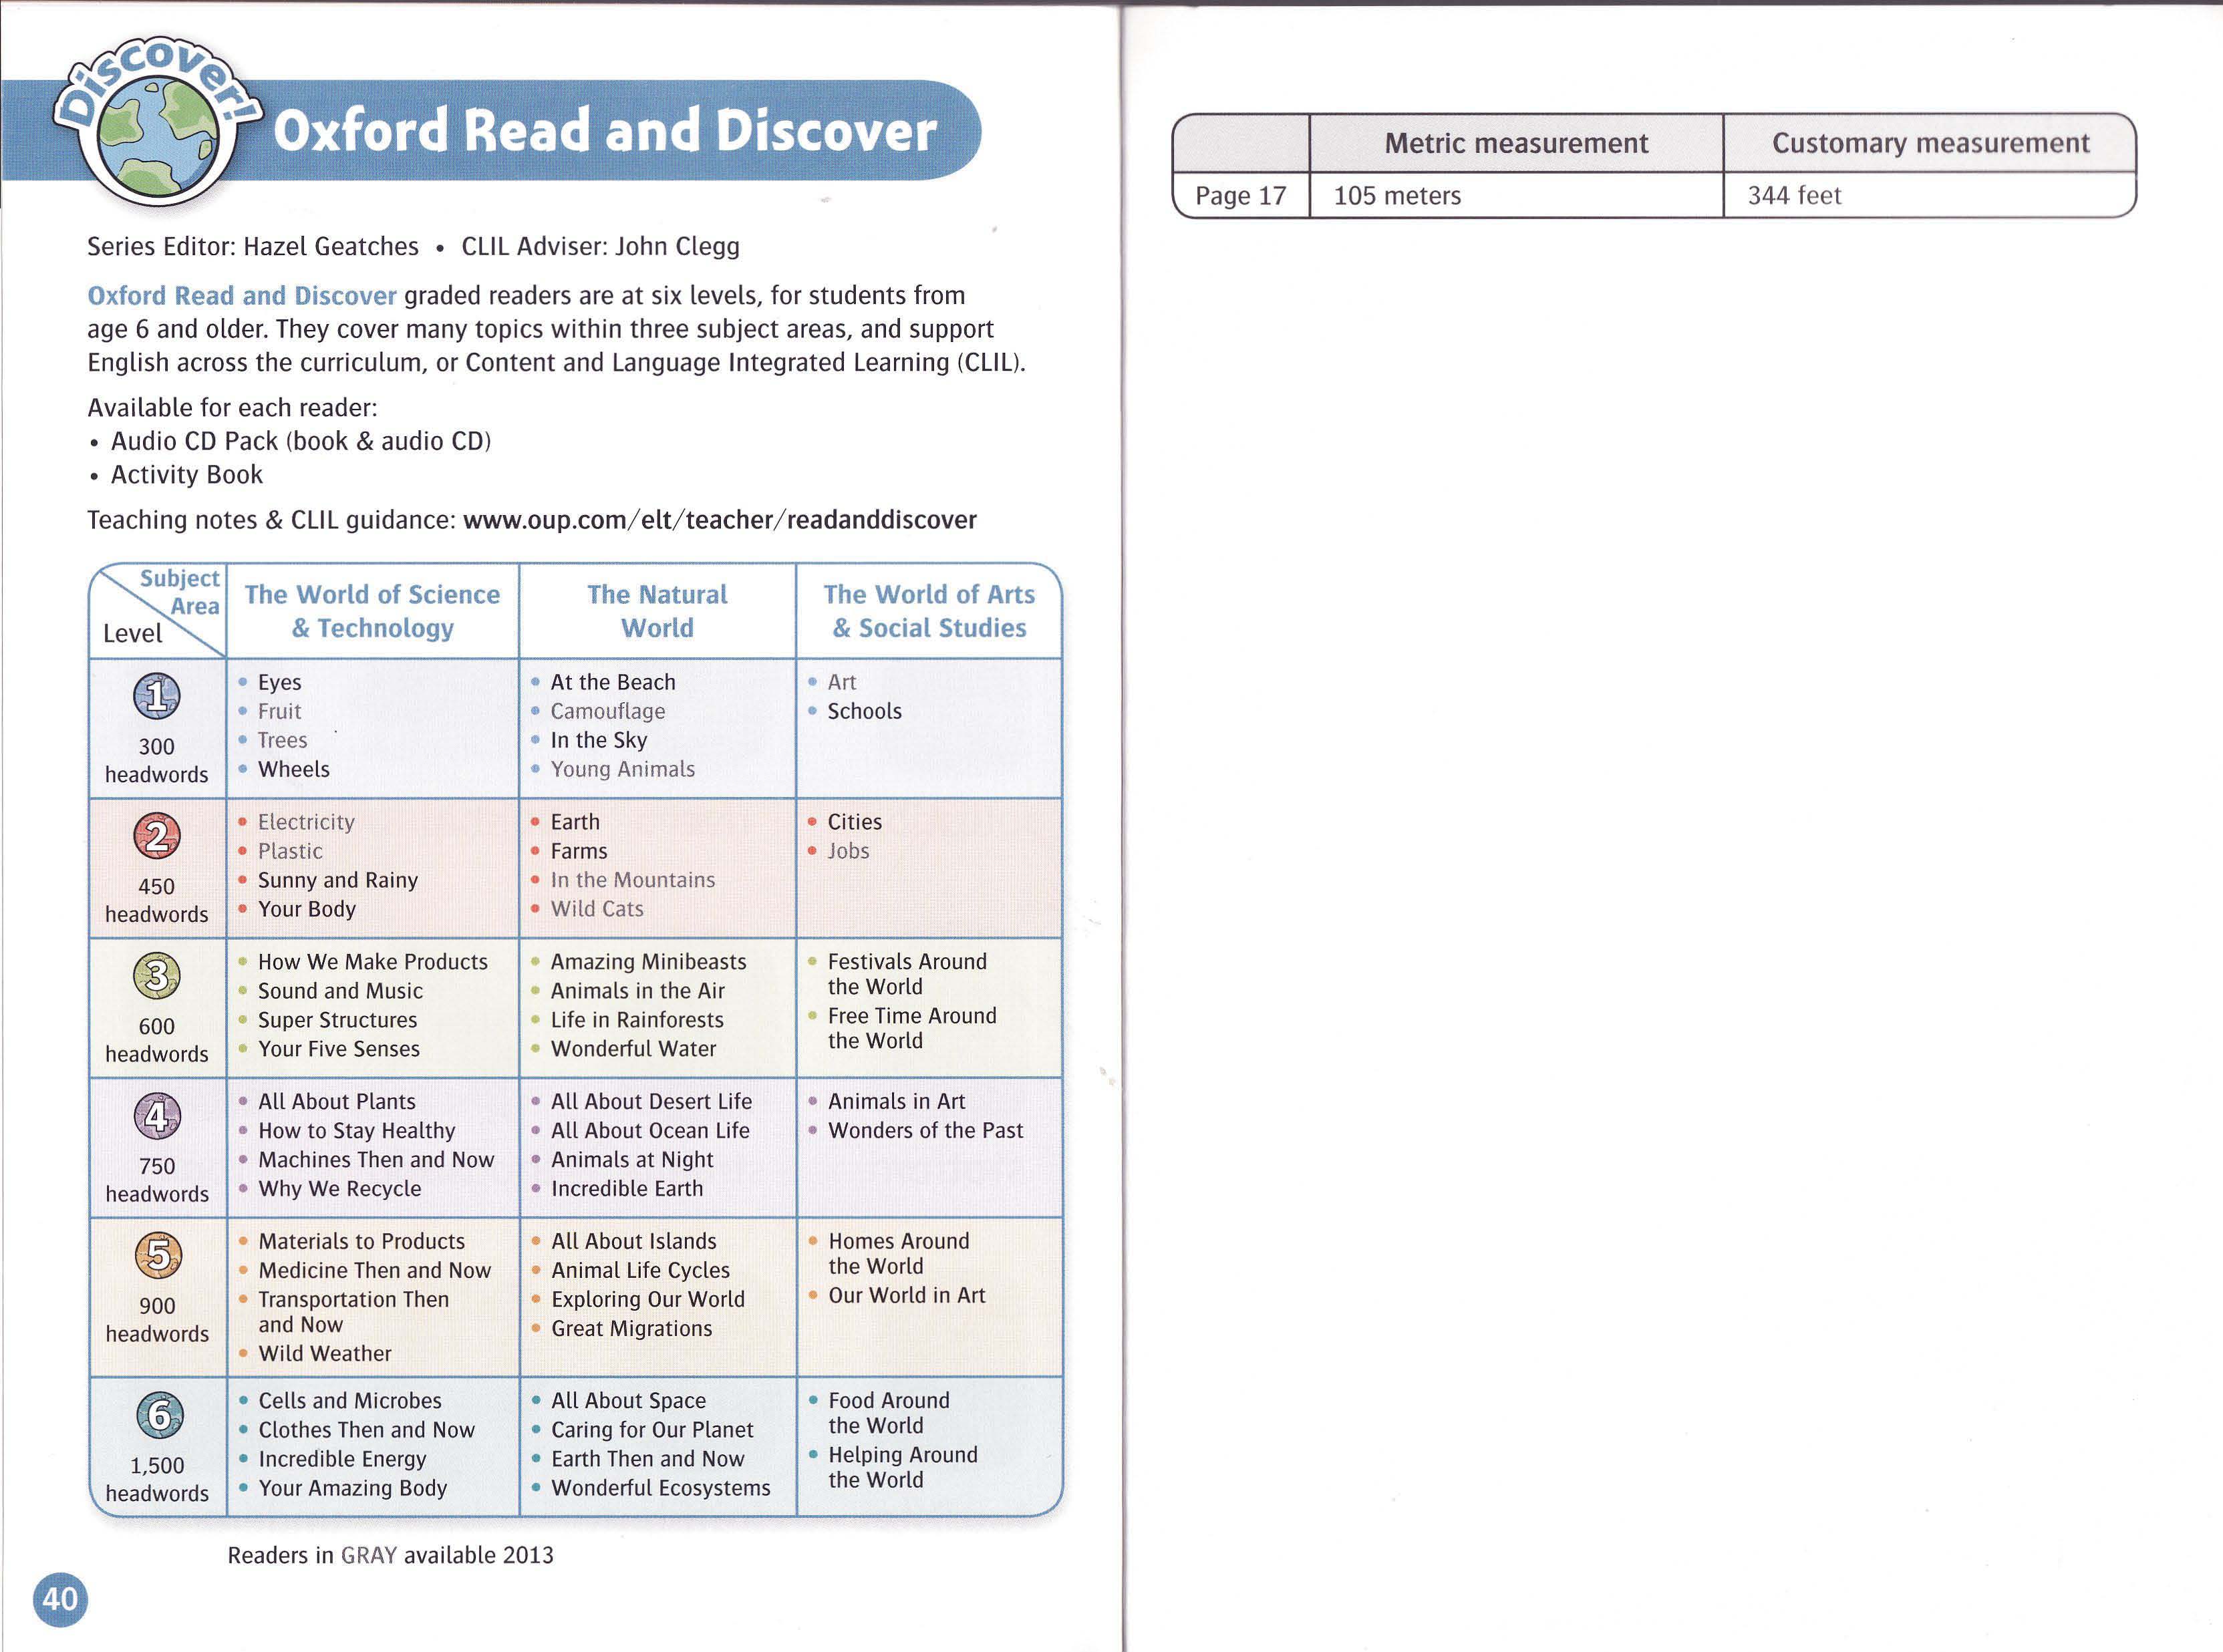 Discover!
Oxford Read and Discover
Series Editor: Hazel Geatches • CLIL Adviser: John Clegg
Oxford Read and Discover graded readers are at six levels, for students from
age 6 and older. They cover many topics within three subject areas, and support
English across the curriculum, or Content and Language Integrated Learning (CLIL).
Available for each reader:
• Audio CD Pack (book & audio CD)
• Activity Book
Teaching notes & CLIL guidance: www.oup.com/elt/teacher/readanddiscover
Subject
Area
Level
The World of Science
& Technology
The Natural
World
The World of Arts
& Social Studies
1
300
headwords
• Eyes
• Fruit
• Trees
• Wheels
• At the Beach
• Camouflage
• In the Sky
• Young Animals
• Art
• Schools
2
450
headwords
• Electricity
• Plastic
• Sunny and Rainy
• Your Body
• Earth
• Farms
• In the Mountains
• Wild Cats
• Cities
• Jobs
3
600
headwords
• How We Make Products
• Sound and Music
• Super Structures
• Your Five Senses
• Amazing Minibeasts
• Animals in the Air
• Life in Rainforests
• Wonderful Water
• Festivals Around
the World
• Free Time Around
the World
4
750
headwords
• All About Plants
• How to Stay Healthy
• Machines Then and Now
• Why We Recycle
• All About Desert Life
• All About Ocean Life
• Animals at Night
• Incredible Earth
• Animals in Art
• Wonders of the Past
5
900
headwords
• Materials to Products
• Medicine Then and Now
• Transportation Then
and Now
• Wild Weather
• All About Islands
• Animal Life Cycles
• Exploring Our World
• Great Migrations
• Homes Around
the World
• Our World in Art
6
1,500
headwords
• Cells and Microbes
• Clothes Then and Now
• Incredible Energy
• Your Amazing Body
• All About Space
• Caring for Our Planet
• Earth Then and Now
• Wonderful Ecosystems
• Food Around
the World
• Helping Around
the World
Readers in GRAY available 2013
40
Metric measurement
Customary measurement
Page 17
105 meters
344 feet